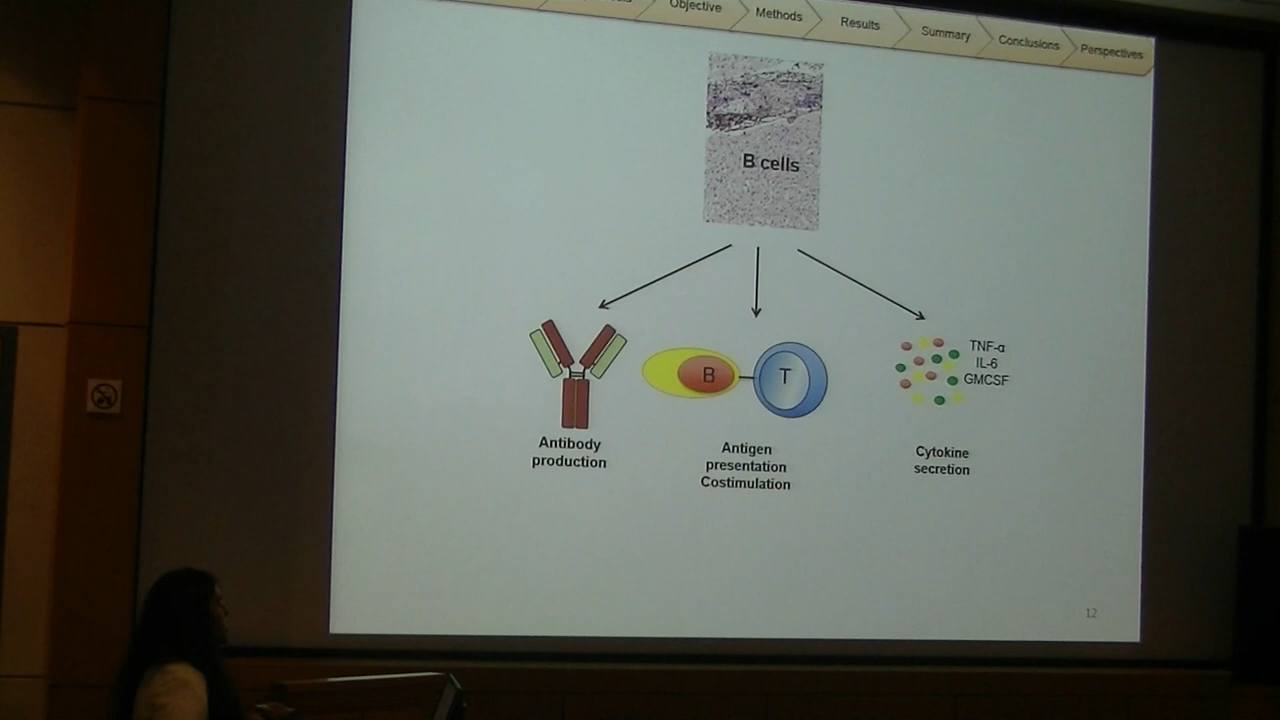 Objective
Methods
Results
Summary
Conclusions
Perspectives
B cells
B
T
TNF-α
IL-6
GMCSF
Antibody
production
Antigen
presentation
Costimulation
Cytokine
secretion
12